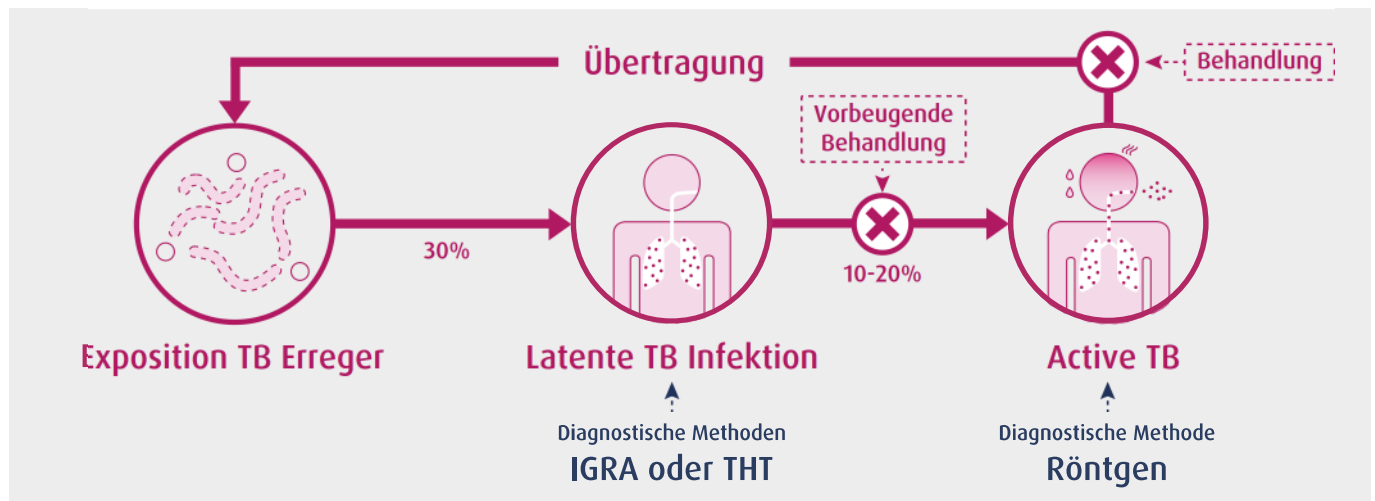 Übertragung
Behandlung
Vorbeugende
Behandlung
30%
10-20%
Exposition TB Erreger
Latente TB Infektion
Active TB
Diagnostische Methoden
IGRA oder THT
Diagnostische Methode
Röntgen